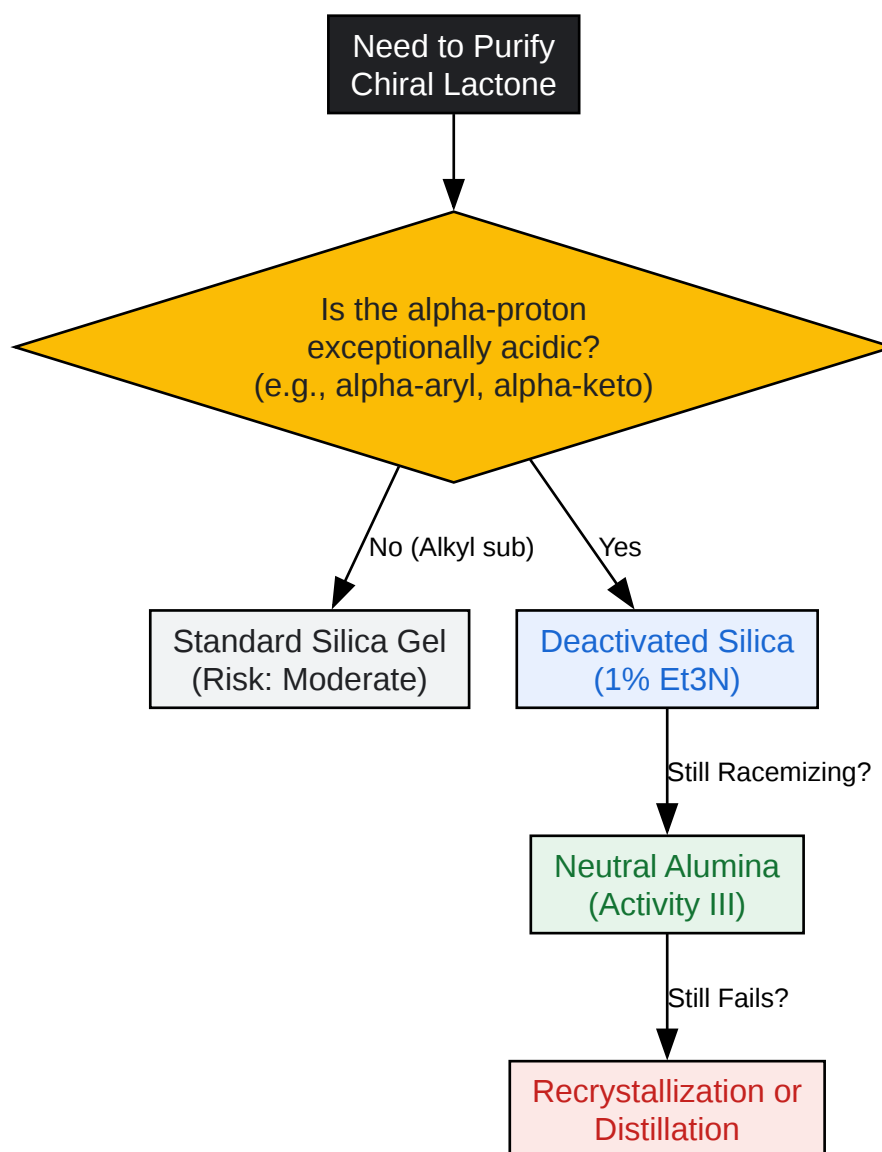 Need to Purify
Chiral Lactone
Is the alpha-proton
exceptionally acidic?
(e.g., alpha-aryl, alpha-keto)
No (Alkyl sub)
Yes
Standard Silica Gel
(Risk: Moderate)
Deactivated Silica
(1% Et3N)
Still Racemizing?
Neutral Alumina
(Activity III)
Still Fails?
Recrystallization or
Distillation